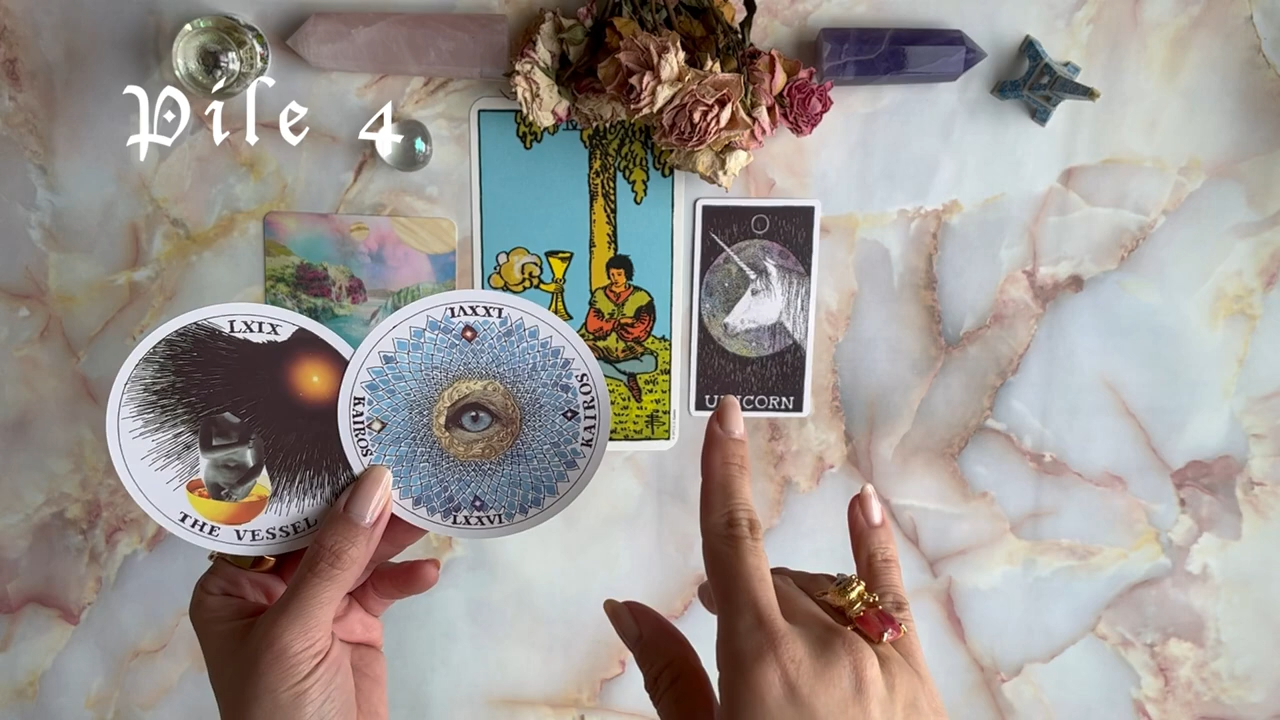 Pile 4
O
UNICORN
LXIX
THE VESSEL
LXXVI
KAIROS
KAIROS
LXXVI